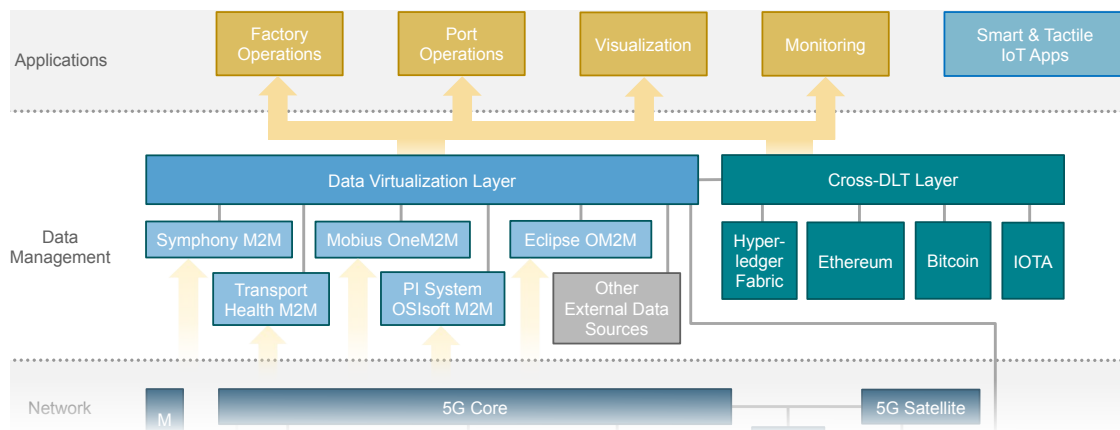 Applications
Factory
Operations
Port
Operations
Visualization
Monitoring
Smart & Tactile
IoT Apps
Data
Management
Data Virtualization Layer
Cross-DLT Layer
Symphony M2M
Mobius OneM2M
Eclipse OM2M
Transport
Health M2M
PI System
OSIsoft M2M
Other
External Data
Sources
Hyper-
ledger
Fabric
Ethereum
Bitcoin
IOTA
Network
M
5G Core
5G Satellite